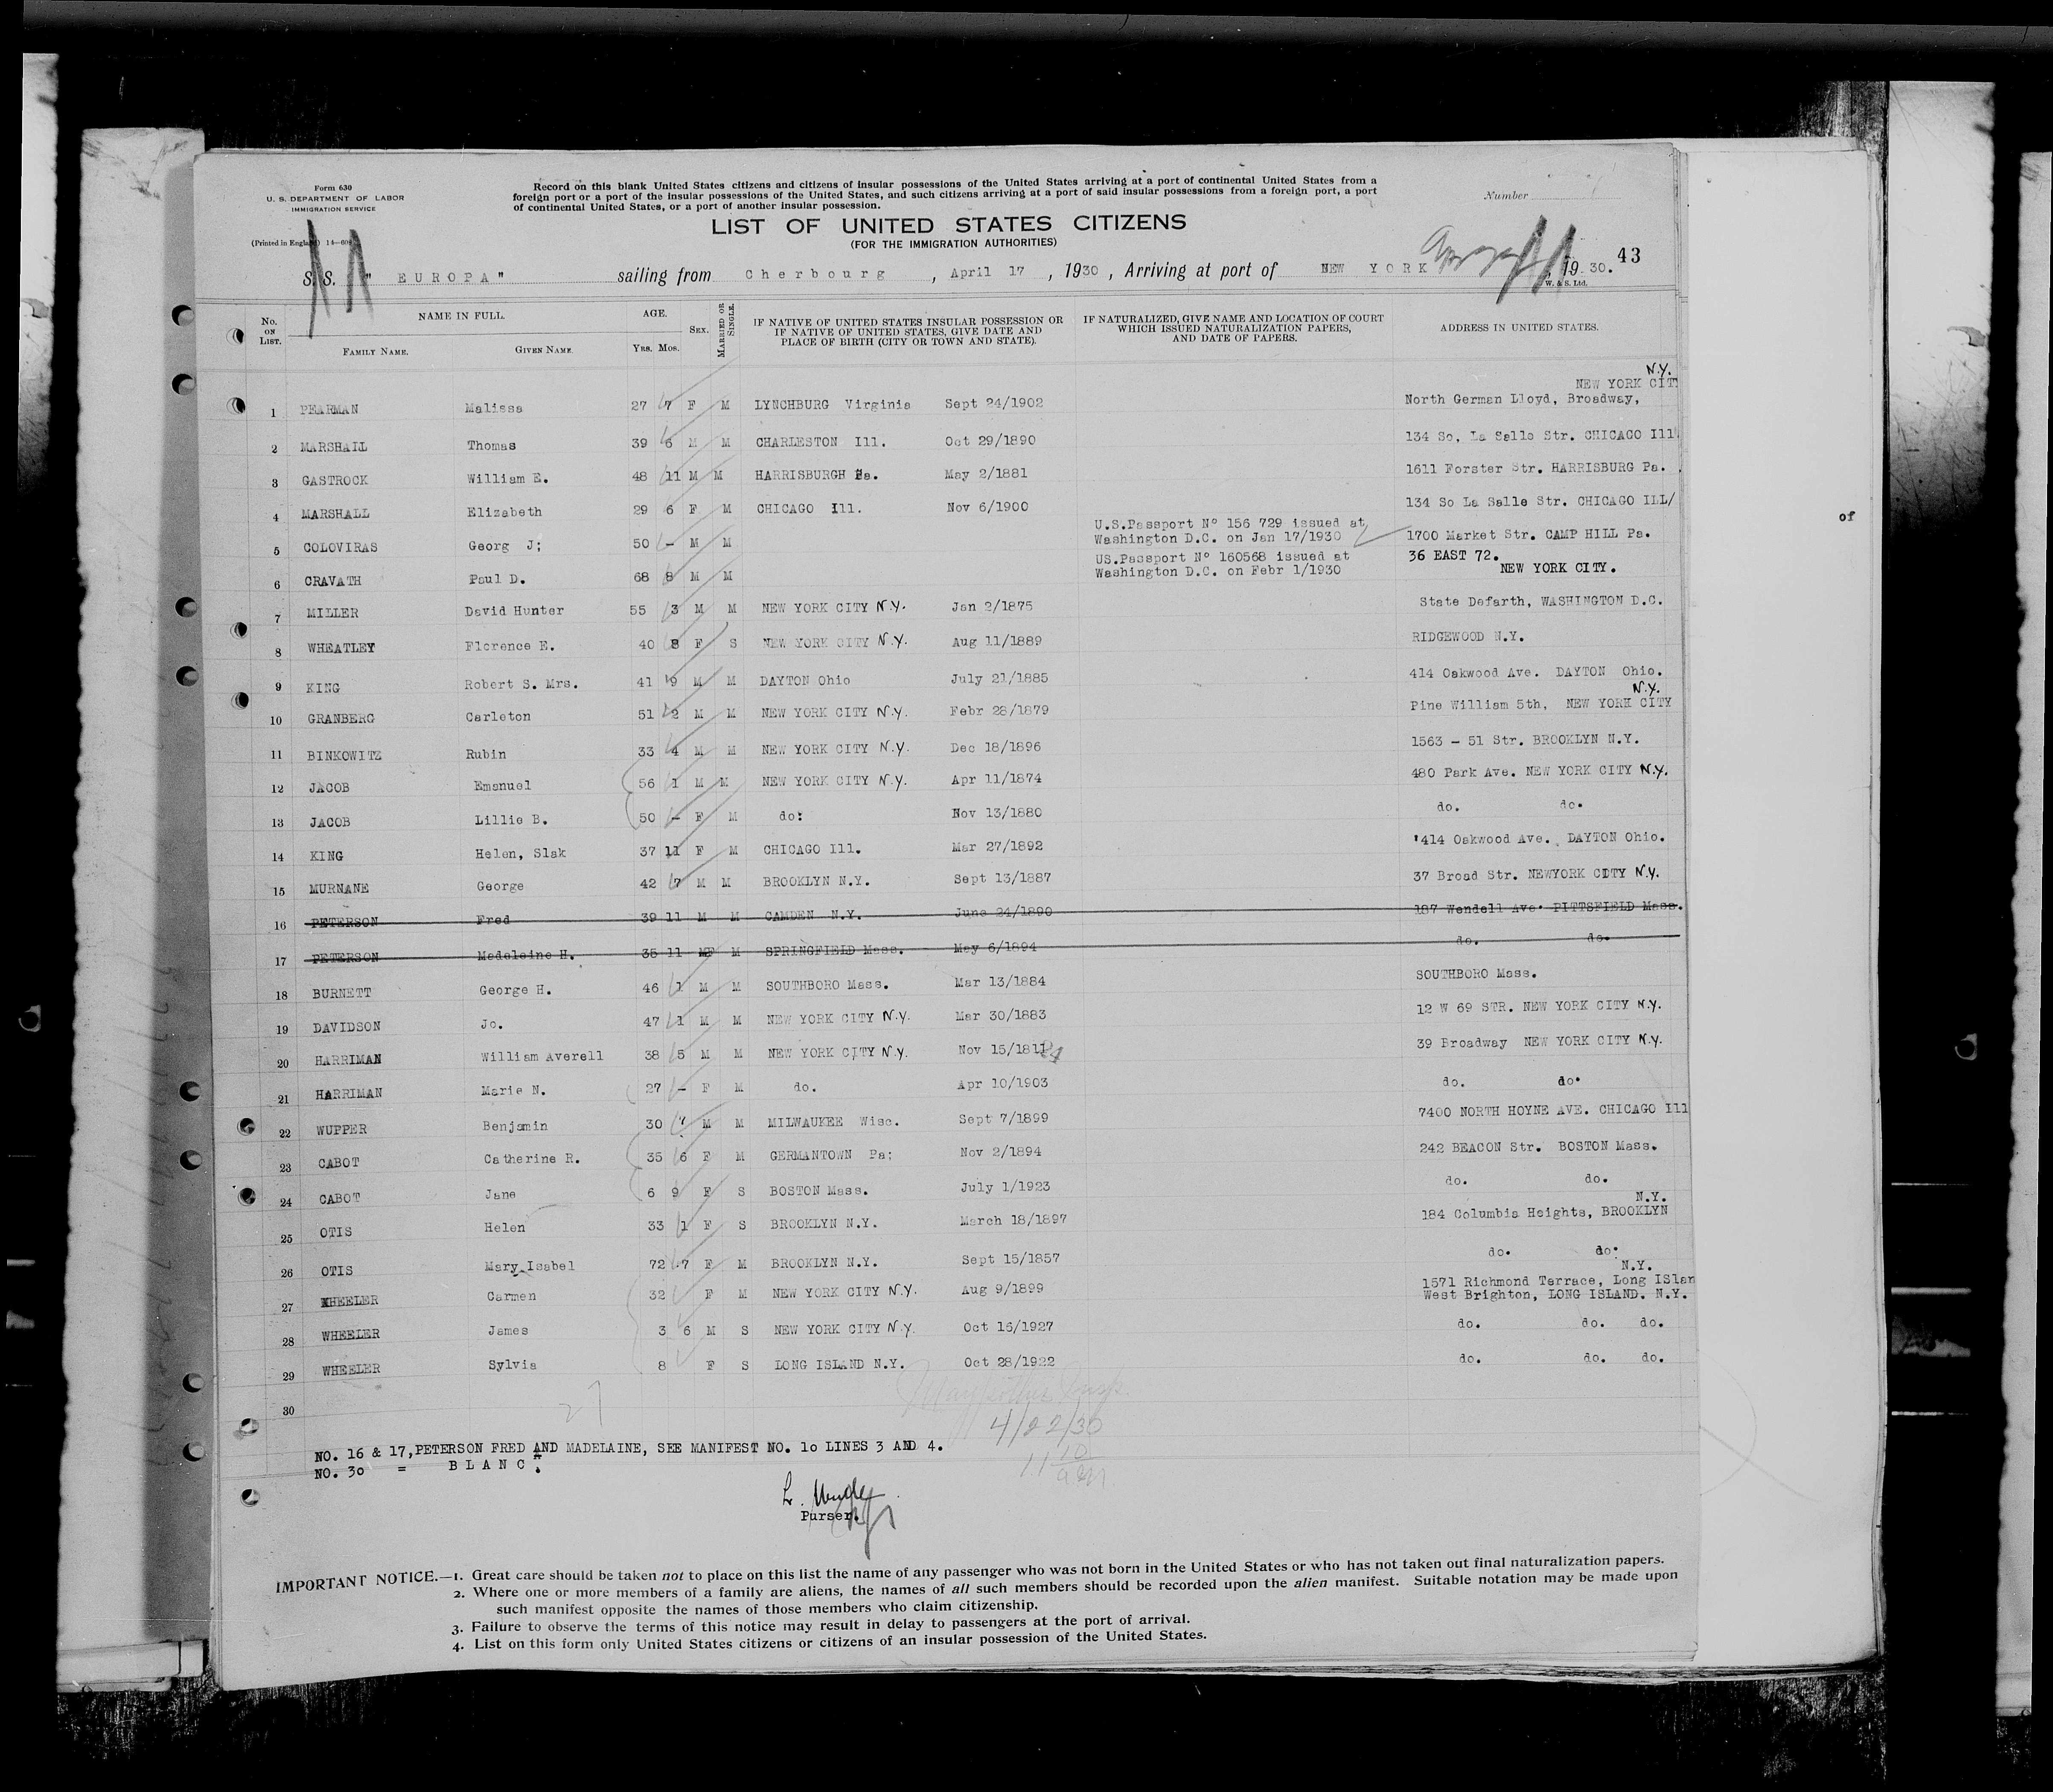 Form 630
U. S. DEPARTMENT OF LABOR
IMMIGRATION SERVICE
(Printed in England) 14—60
Record on this blank United States citizens and citizens of insular possessions of the United States arriving at a port of continental United States from a
foreign port or a port of the insular possessions of the United States, and such citizens arriving at a port of said insular possessions from a foreign port, a port
of continental United States, or a port of another insular possession.
Number
LIST OF UNITED STATES CITIZENS
(FOR THE IMMIGRATION AUTHORITIES)
43
S. S. " EUROPA " sailing from Cherbourg, April 17, 1930, Arriving at port of NEW YORK, 19 30.
W. & S. Ltd.
No. ON LIST. NAME IN FULL. FAMILY NAME. GIVEN NAME. AGE. YRS. MOS. SEX. MARRIED OR SINGLE. IF NATIVE OF UNITED STATES INSULAR POSSESSION OR IF NATIVE OF UNITED STATES, GIVE DATE AND PLACE OF BIRTH (CITY OR TOWN AND STATE). IF NATURALIZED, GIVE NAME AND LOCATION OF COURT WHICH ISSUED NATURALIZATION PAPERS, AND DATE OF PAPERS. ADDRESS IN UNITED STATES.
N.Y.
NEW YORK CIT
1 PEARMAN Malissa 27 7 F M LYNCHBURG Virginia Sept 24/1902 North German Lloyd, Broadway,
2 MARSHALL Thomas 39 6 M M CHARLESTON Ill. Oct 29/1890 134 So. La Salle Str. CHICAGO Ill
3 GASTROCK William E. 48 11 M M HARRISBURGH Pa. May 2/1881 1611 Forster Str. HARRISBURG Pa.
4 MARSHALL Elizabeth 29 6 F M CHICAGO Ill. Nov 6/1900 134 So La Salle Str. CHICAGO ILL/
U.S.Passport Nº 156 729 issued at
5 COLOVIRAS Georg J; 50 - M M Washington D.C. on Jan 17/1930 1700 Market Str. CAMP HILL Pa.
US.Passport Nº 160568 issued at 36 EAST 72.
6 CRAVATH Paul D. 68 8 M M Washington D.C. on Febr 1/1930 NEW YORK CITY.
7 MILLER David Hunter 55 3 M M NEW YORK CITY N.Y. Jan 2/1875 State Defarth, WASHINGTON D.C.
8 WHEATLEY Florence E. 40 8 F S NEW YORK CITY N.Y. Aug 11/1889 RIDGEWOOD N.Y.
9 KING Robert S. Mrs. 41 9 M M DAYTON Ohio July 21/1885 414 Oakwood Ave. DAYTON Ohio.
N.Y.
10 GRANBERG Carleton 51 2 M M NEW YORK CITY N.Y. Febr 28/1879 Pine William 5th, NEW YORK CITY
11 BINKOWITZ Rubin 33 4 M M NEW YORK CITY N.Y. Dec 18/1896 1563 - 51 Str. BROOKLYN N.Y.
12 JACOB Emanuel 56 1 M M NEW YORK CITY N.Y. Apr 11/1874 480 Park Ave. NEW YORK CITY N.Y.
13 JACOB Lillie B. 50 - F M do: Nov 13/1880 do. do.
14 KING Helen, Slak 37 11 F M CHICAGO Ill. Mar 27/1892 '414 Oakwood Ave. DAYTON Ohio.
15 MURNANE George 42 7 M M BROOKLYN N.Y. Sept 13/1887 37 Broad Str. NEWYORK CITY N.Y.
16 PETERSON Fred 39 11 M M CAMDEN N.Y. June 24/1890 187 Wendell Ave. PITTSFIELD Mass.
17 PETERSON Madeleine H. 35 11 MF M SPRINGFIELD Mass. May 6/1894 do. do.
18 BURNETT George H. 46 1 M M SOUTHBORO Mass. Mar 13/1884 SOUTHBORO Mass.
19 DAVIDSON Jo. 47 1 M M NEW YORK CITY N.Y. Mar 30/1883 12 W 69 STR. NEW YORK CITY N.Y.
20 HARRIMAN William Averell 38 5 M M NEW YORK CITY N.Y. Nov 15/1811 91 39 Broadway NEW YORK CITY N.Y.
21 HARRIMAN Marie N. 27 - F M do. Apr 10/1903 do. do.
22 WUPPER Benjamin 30 7 M M MILWAUKEE Wisc. Sept 7/1899 7400 NORTH HOYNE AVE. CHICAGO Ill
23 CABOT Catherine R. 35 6 F M GERMANTOWN Pa: Nov 2/1894 242 BEACON Str. BOSTON Mass.
24 CABOT Jane 6 9 F S BOSTON Mass. July 1/1923 do. do.
N.Y.
25 OTIS Helen 33 1 F S BROOKLYN N.Y. March 18/1897 184 Columbia Heights, BROOKLYN
26 OTIS Mary Isabel 72 7 F M BROOKLYN N.Y. Sept 15/1857 do. do.
N.Y.
1571 Richmond Terrace, Long ISlan
27 WHEELER Carmen 32 F M NEW YORK CITY N.Y. Aug 9/1899 West Brighton, LONG ISLAND. N.Y.
28 WHEELER James 3 6 M S NEW YORK CITY N.Y. Oct 16/1927 do. do. do.
29 WHEELER Sylvia 8 F S LONG ISLAND N.Y. Oct 28/1922 do. do. do.
30
27
4/22/30
NO. 16 & 17,PETERSON FRED AND MADELAINE, SEE MANIFEST NO. 10 LINES 3 AND 4.
NO. 30 = BLANC.
Purser.
IMPORTANT NOTICE.—1. Great care should be taken not to place on this list the name of any passenger who was not born in the United States or who has not taken out final naturalization papers.
2. Where one or more members of a family are aliens, the names of all such members should be recorded upon the alien manifest. Suitable notation may be made upon
such manifest opposite the names of those members who claim citizenship.
3. Failure to observe the terms of this notice may result in delay to passengers at the port of arrival.
4. List on this form only United States citizens or citizens of an insular possession of the United States.
of